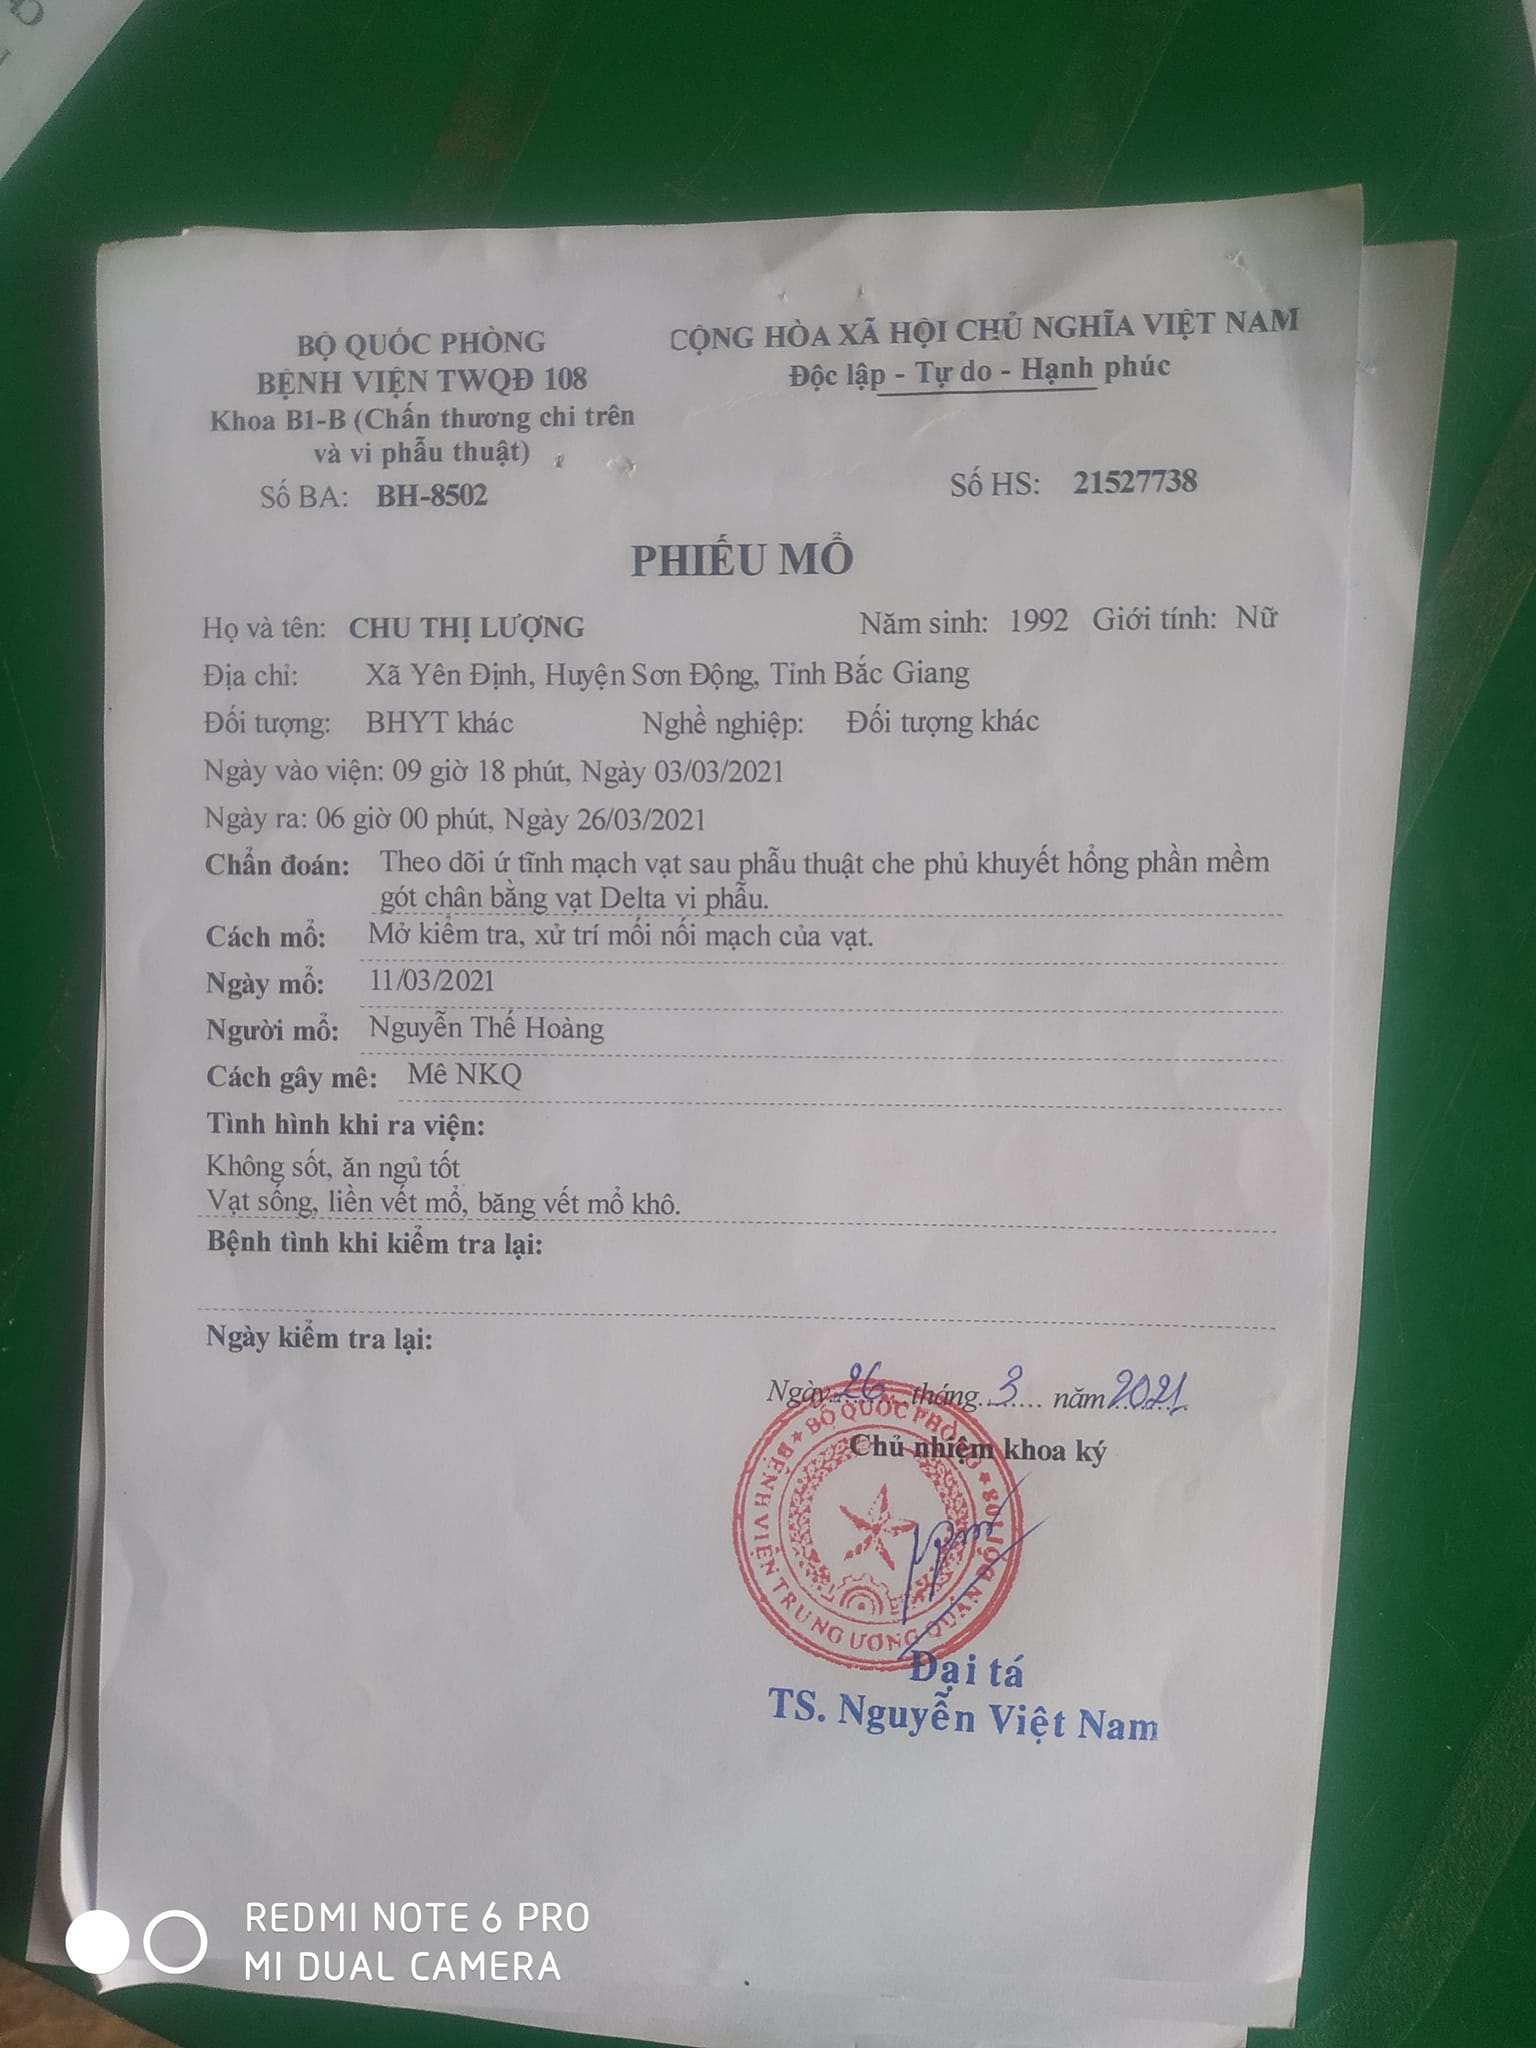 BỘ QUỐC PHÒNG
BỆNH VIỆN TWQĐ 108
Khoa B1-B (Chấn thương chi trên
và vi phẫu thuật)
Số BA: BH-8502
CỘNG HÒA XÃ HỘI CHỦ NGHĨA VIỆT NAM
Độc lập - Tự do - Hạnh phúc
Số HS: 21527738
PHIẾU MỔ
Họ và tên: CHU THỊ LƯỢNG Năm sinh: 1992 Giới tính: Nữ
Địa chỉ: Xã Yên Định, Huyện Sơn Động, Tỉnh Bắc Giang
Đối tượng: BHYT khác Nghề nghiệp: Đối tượng khác
Ngày vào viện: 09 giờ 18 phút, Ngày 03/03/2021
Ngày ra: 06 giờ 00 phút, Ngày 26/03/2021
Chẩn đoán: Theo dõi ứ tĩnh mạch vạt sau phẫu thuật che phủ khuyết hổng phần mềm
gót chân bằng vạt Delta vi phẫu.
Cách mổ: Mở kiểm tra, xử trí mối nối mạch của vạt.
Ngày mổ: 11/03/2021
Người mổ: Nguyễn Thế Hoàng
Cách gây mê: Mê NKQ
Tình hình khi ra viện:
Không sốt, ăn ngủ tốt
Vạt sống, liền vết mổ, băng vết mổ khô.
Bệnh tình khi kiểm tra lại:
Ngày kiểm tra lại:
Ngày 26 tháng 3 năm 2021
Chủ nhiệm khoa ký
BỘ QUỐC PHÒNG
BỆNH VIỆN TRUNG ƯƠNG QUÂN ĐỘI 108
Đại tá
TS. Nguyễn Việt Nam
REDMI NOTE 6 PRO
MI DUAL CAMERA